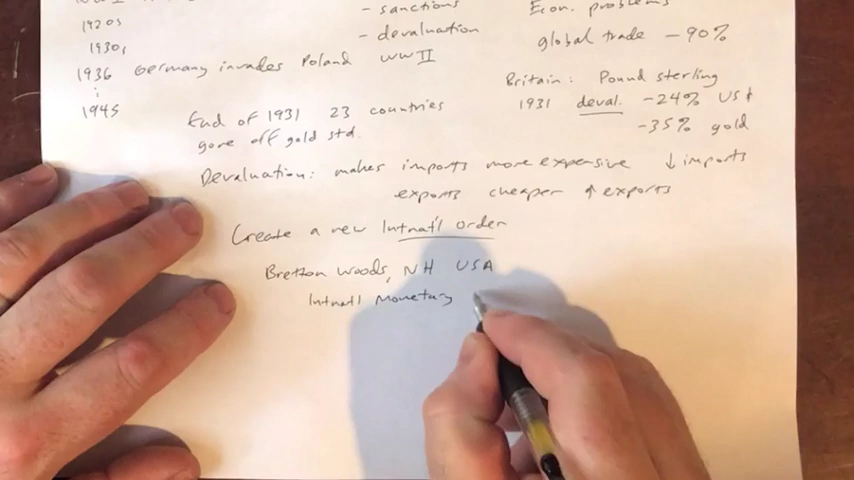 - sanctions
Econ. problems
1920s
- devaluation
global trade -90%
1930s
1936 Germany invades Poland WWII
Britain: Pound sterling
1945
1931 deval. -24% US$
End of 1931 23 countries
-35% gold
gone off gold std.
Devaluation: makes imports more expensive ↓ imports
exports cheaper ↑ exports
Create a new Intnat'l order
Bretton Woods, NH USA
Intnat'l Monetary